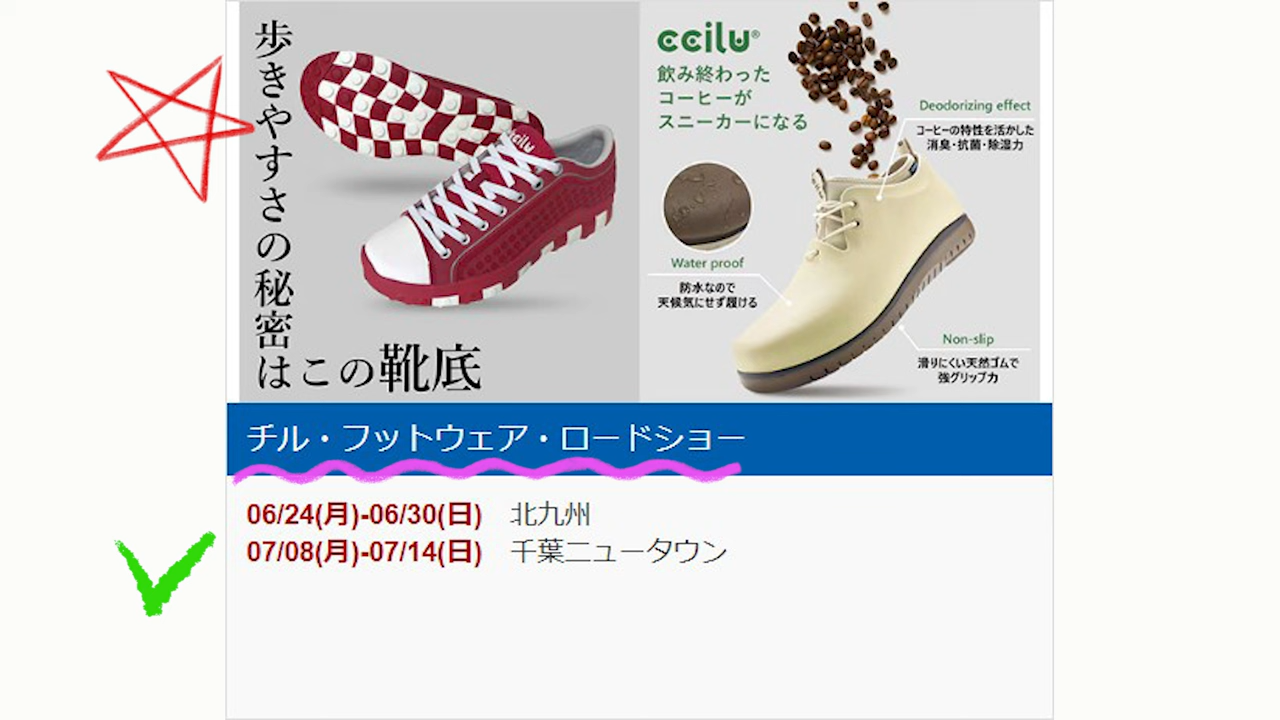 歩きやすさの秘密は
この靴底
ccilu
ccilu®
飲み終わった
コーヒーが
スニーカーになる
Deodorizing effect
コーヒーの特性を活かした
消臭・抗菌・除湿力
ccilu
Water proof
防水なので
天候気にせず履ける
Non-slip
滑りにくい天然ゴムで
強グリップ力
チル・フットウェア・ロードショー
06/24(月)-06/30(日) 北九州
07/08(月)-07/14(日) 千葉ニュータウン